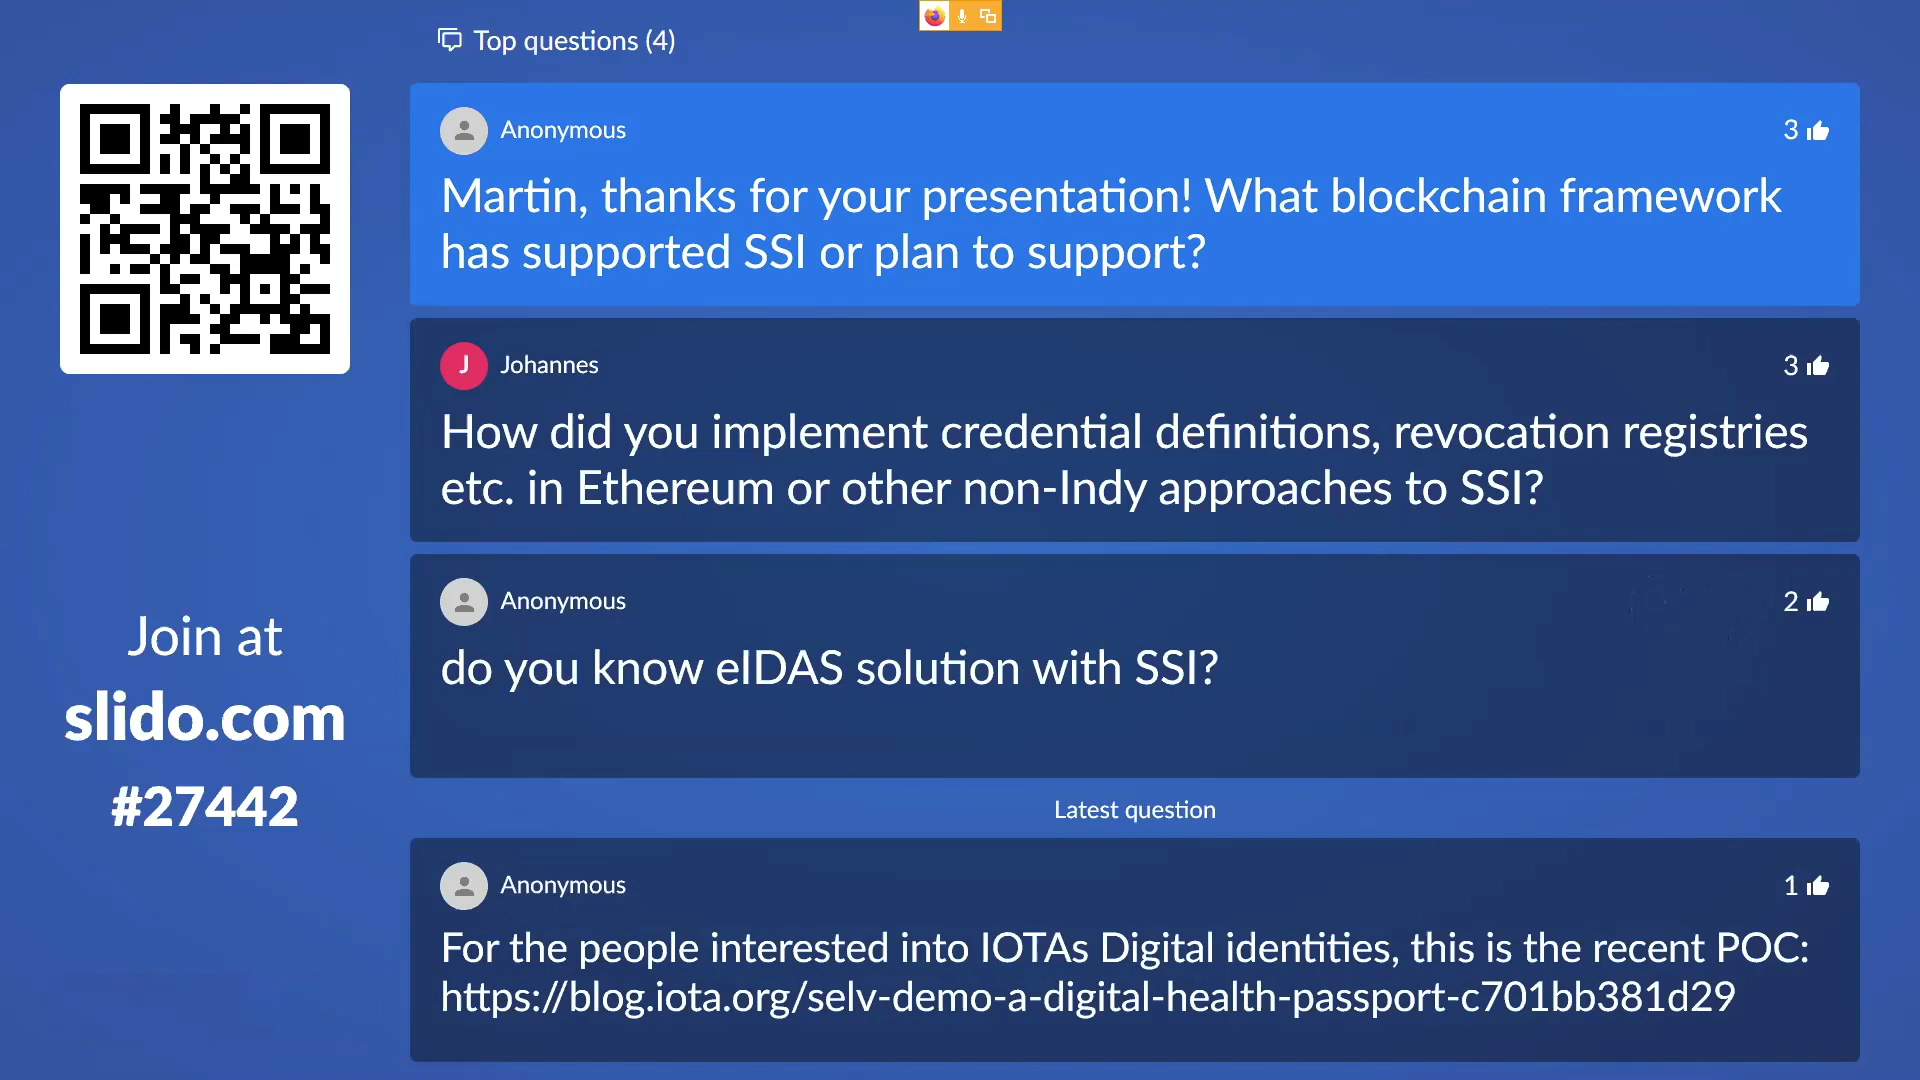 Top questions (4)
Anonymous
3
Martin, thanks for your presentation! What blockchain framework
has supported SSI or plan to support?
J
Johannes
3
How did you implement credential definitions, revocation registries
etc. in Ethereum or other non-Indy approaches to SSI?
Anonymous
2
do you know eIDAS solution with SSI?
Latest question
Anonymous
1
For the people interested into IOTAs Digital identities, this is the recent POC:
https://blog.iota.org/selv-demo-a-digital-health-passport-c701bb381d29
Join at
slido.com
#27442